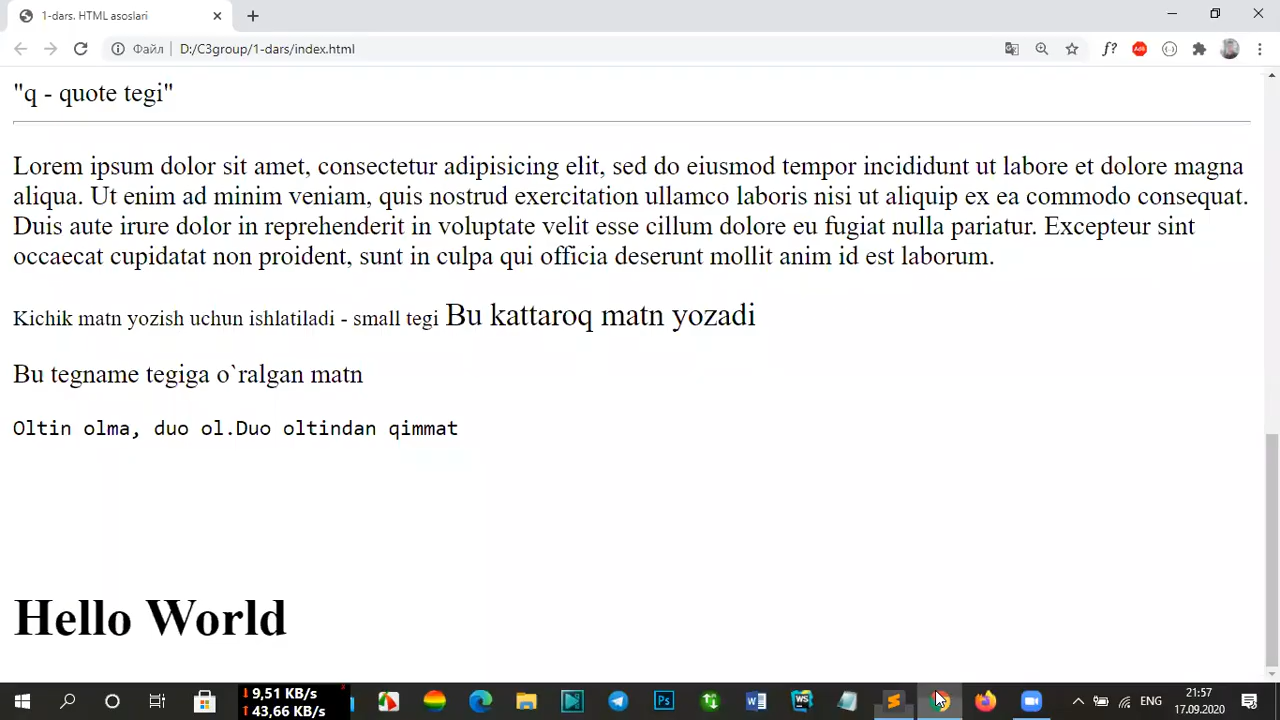 1-dars. HTML asoslari
Файл
D:/C3group/1-dars/index.html
"q - quote tegi"
Lorem ipsum dolor sit amet, consectetur adipisicing elit, sed do eiusmod tempor incididunt ut labore et dolore magna
aliqua. Ut enim ad minim veniam, quis nostrud exercitation ullamco laboris nisi ut aliquip ex ea commodo consequat.
Duis aute irure dolor in reprehenderit in voluptate velit esse cillum dolore eu fugiat nulla pariatur. Excepteur sint
occaecat cupidatat non proident, sunt in culpa qui officia deserunt mollit anim id est laborum.
Kichik matn yozish uchun ishlatiladi - small tegi Bu kattaroq matn yozadi
Bu tegname tegiga o`ralgan matn
Oltin olma, duo ol.Duo oltindan qimmat
Hello World
9,51 KB/s
43,66 KB/s
Ps
WS
ENG
21:57
17.09.2020